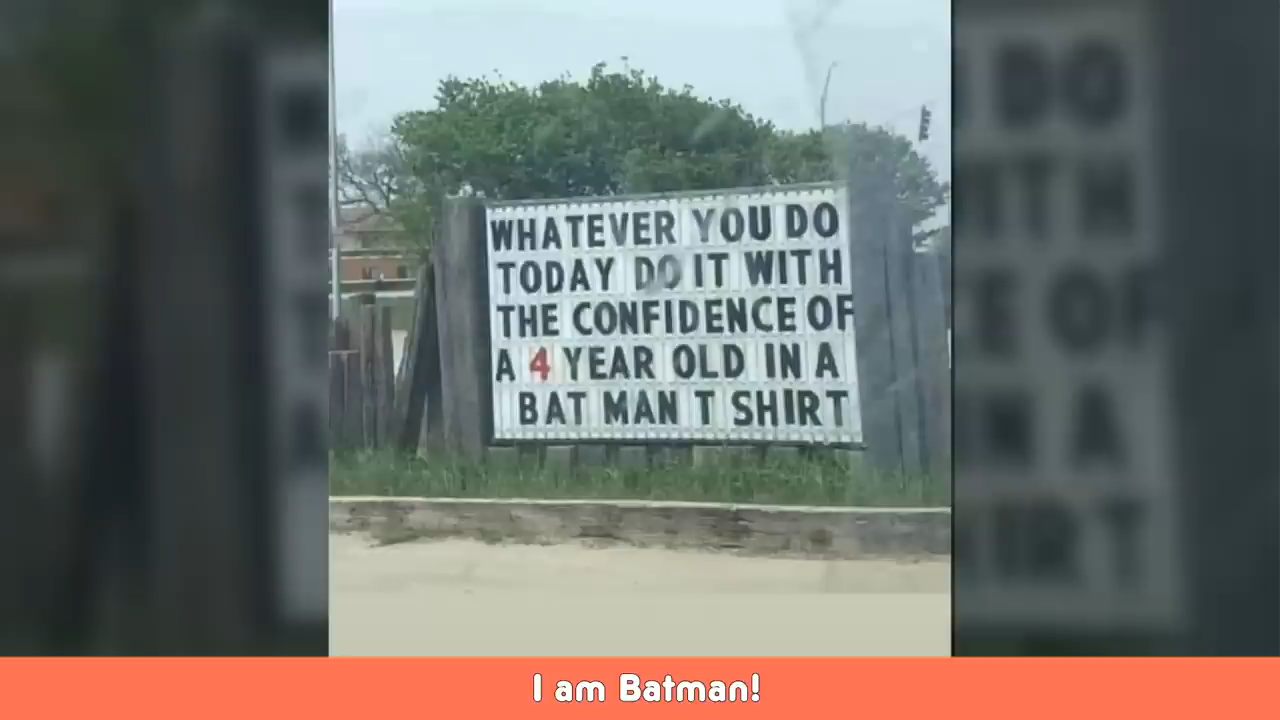 WHATEVER YOU DO
TODAY DO IT WITH
THE CONFIDENCE OF
A 4 YEAR OLD IN A
BAT MAN T SHIRT
I am Batman!